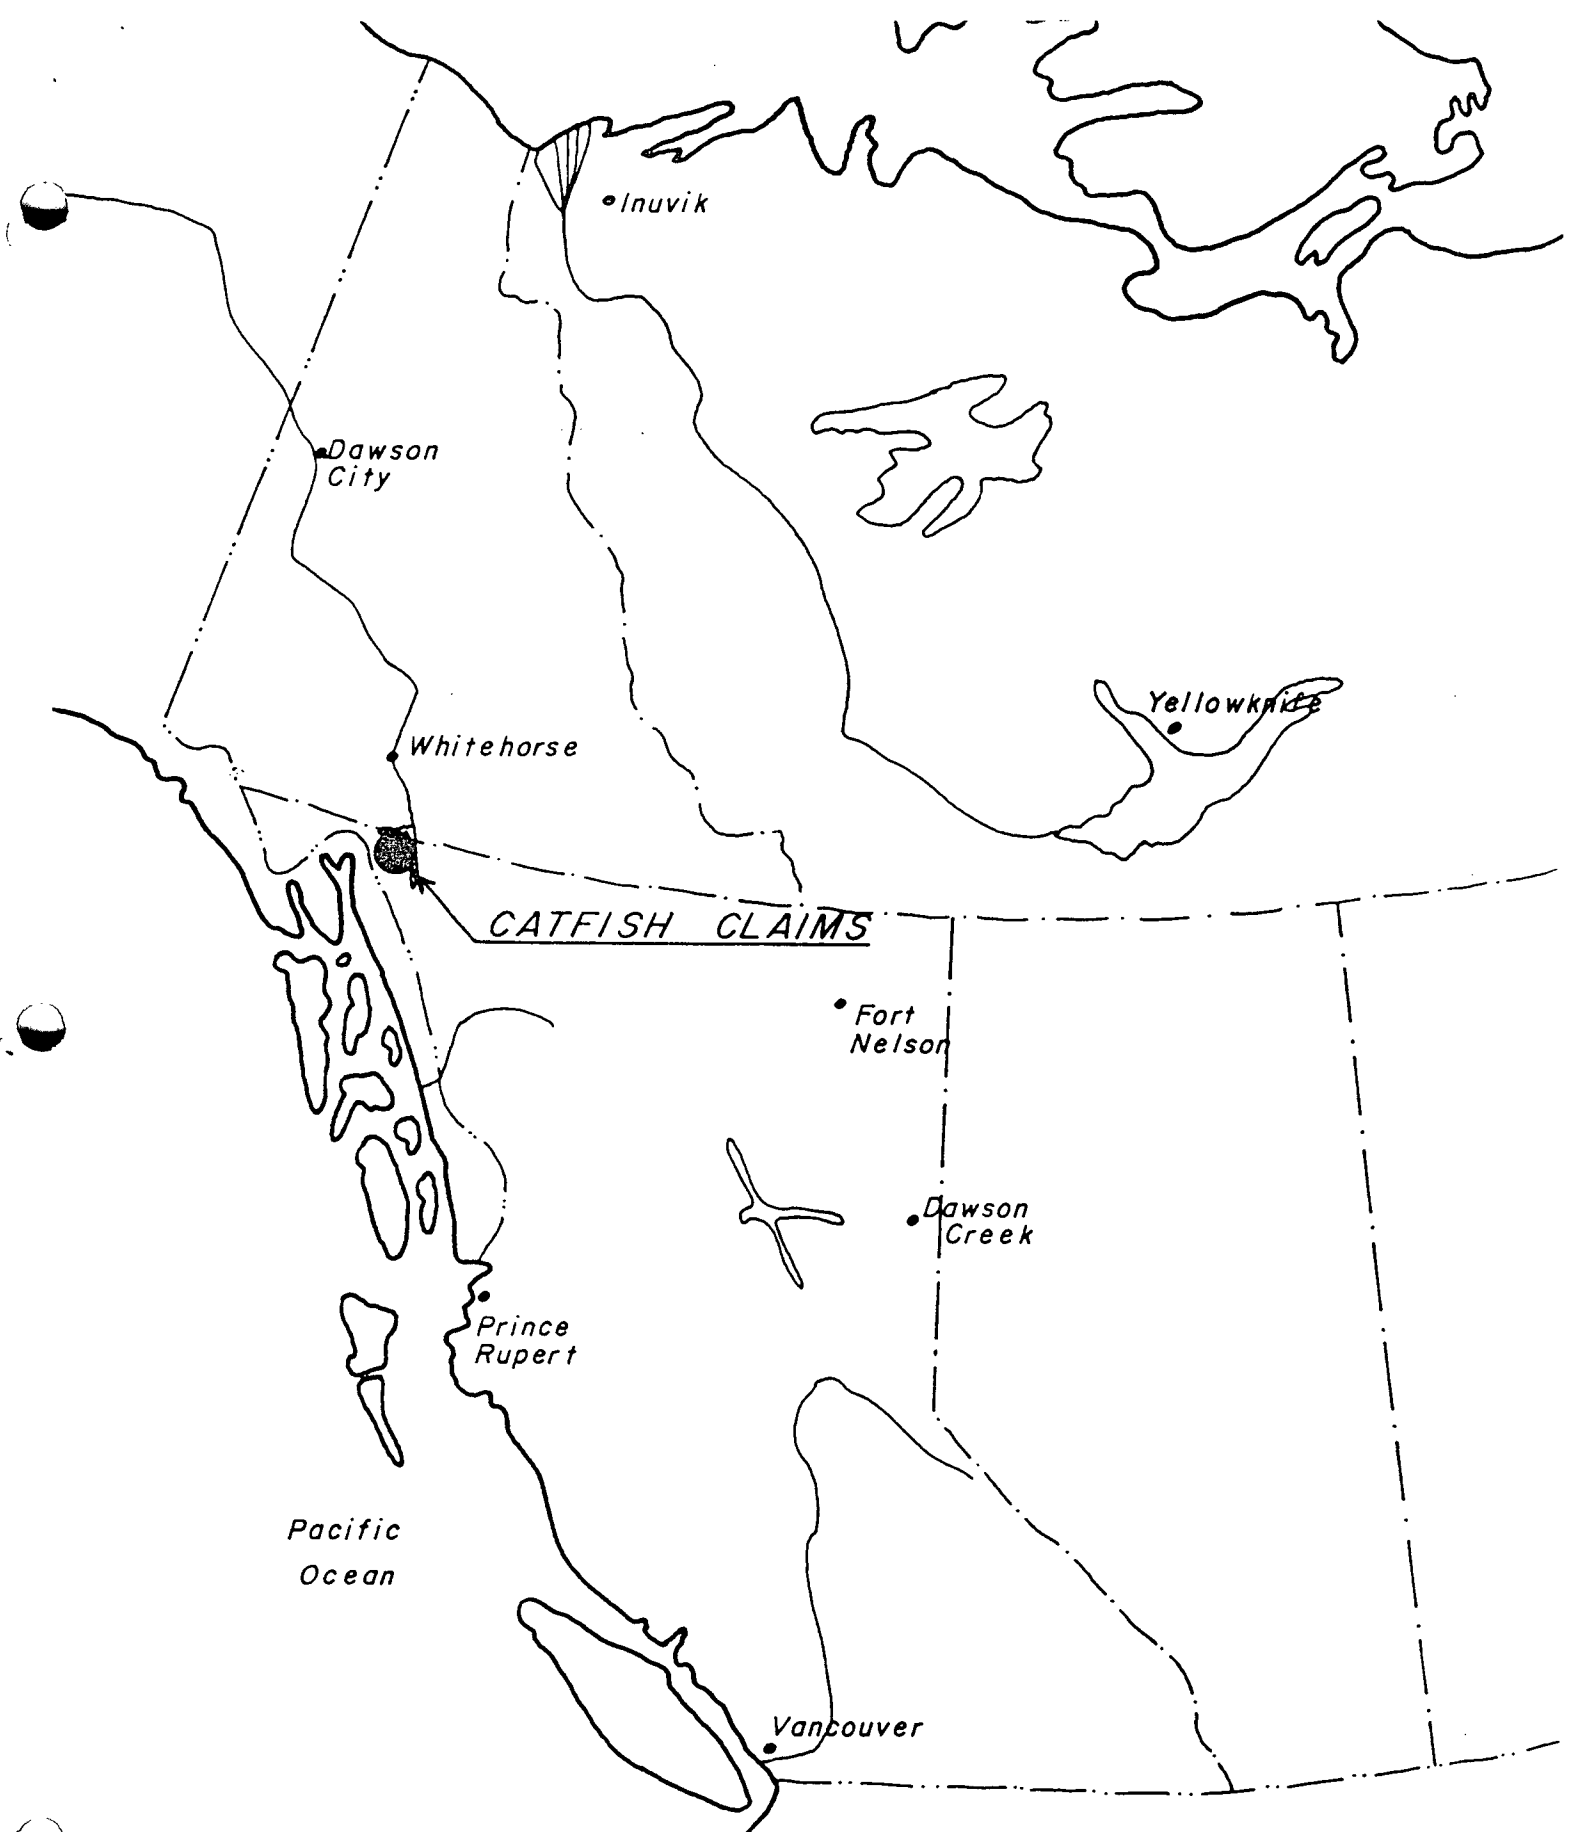 Inuvik
Dawson
City
Yellowknife
Whitehorse
CATFISH CLAIMS
Fort
Nelson
Dawson
Creek
Prince
Rupert
Pacific
Ocean
Vancouver